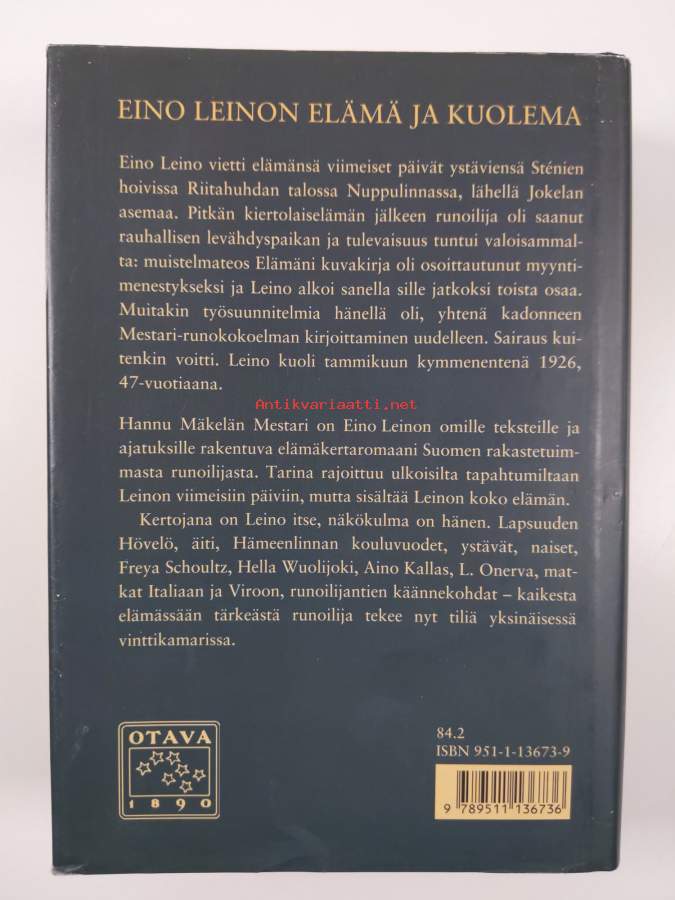 EINO LEINON ELÄMÄ JA KUOLEMA
Eino Leino vietti elämänsä viimeiset päivät ystäviensä Sténien
hoivissa Riitahuhdan talossa Nuppulinnassa, lähellä Jokelan
asemaa. Pitkän kiertolaiselämän jälkeen runoilija oli saanut
rauhallisen levähdyspaikan ja tulevaisuus tuntui valoisammal-
ta: muistelmateos Elämäni kuvakirja oli osoittautunut myynti-
menestykseksi ja Leino alkoi sanella sille jatkoksi toista osaa.
Muitakin työsuunnitelmia hänellä oli, yhtenä kadonneen
Mestari-runokokoelman kirjoittaminen uudelleen. Sairaus kui-
tenkin voitti. Leino kuoli tammikuun kymmenentenä 1926,
47-vuotiaana.
Antikvariaatti.net
Hannu Mäkelän Mestari on Eino Leinon omille teksteille ja
ajatuksille rakentuva elämäkertaromaani Suomen rakastetuim-
masta runoilijasta. Tarina rajoittuu ulkoisilta tapahtumiltaan
Leinon viimeisiin päiviin, mutta sisältää Leinon koko elämän.
Kertojana on Leino itse, näkökulma on hänen. Lapsuuden
Hövelö, äiti, Hämeenlinnan kouluvuodet, ystävät, naiset,
Freya Schoultz, Hella Wuolijoki, Aino Kallas, L. Onerva, mat-
kat Italiaan ja Viroon, runoilijantien käännekohdat – kaikesta
elämässään tärkeästä runoilija tekee nyt tiliä yksinäisessä
vinttikamarissa.
OTAVA
1890
84.2
ISBN 951-1-13673-9
9 789511 136736